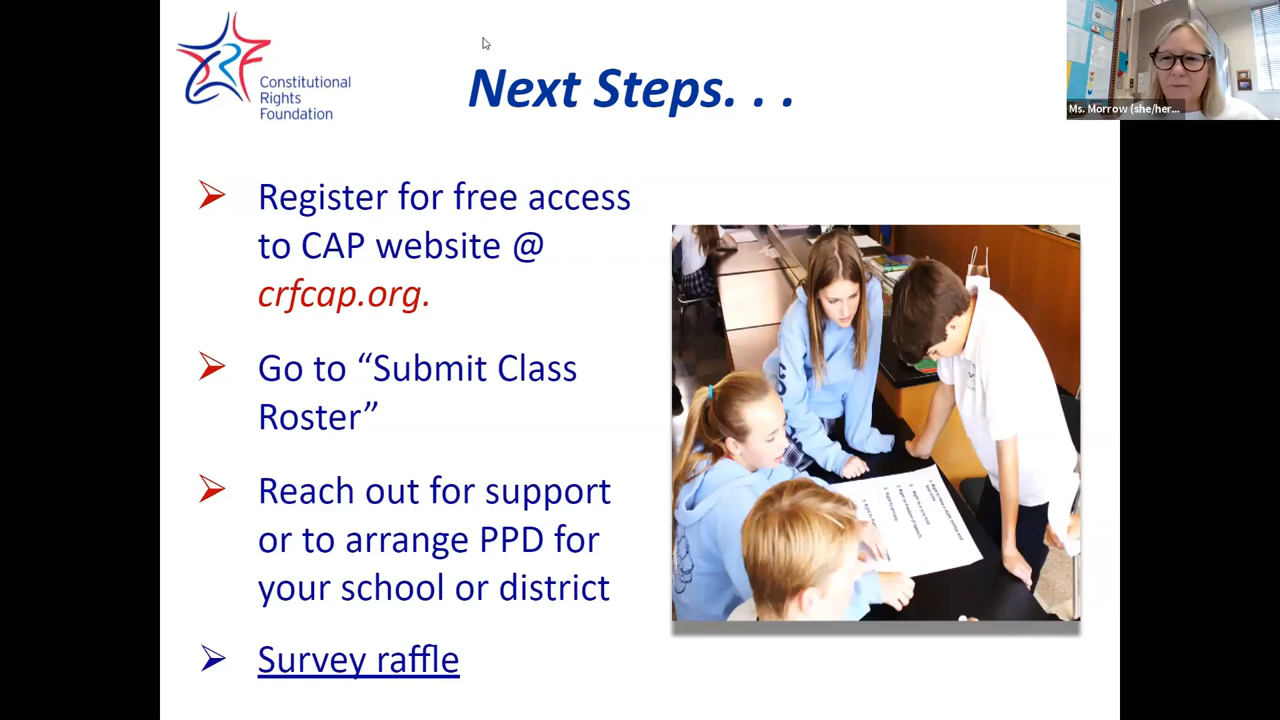 Constitutional
Rights
Foundation
Next Steps. . .
Ms. Morrow (she/her...
Register for free access
to CAP website @
crfcap.org.
Go to “Submit Class
Roster”
Reach out for support
or to arrange PPD for
your school or district
Survey raffle